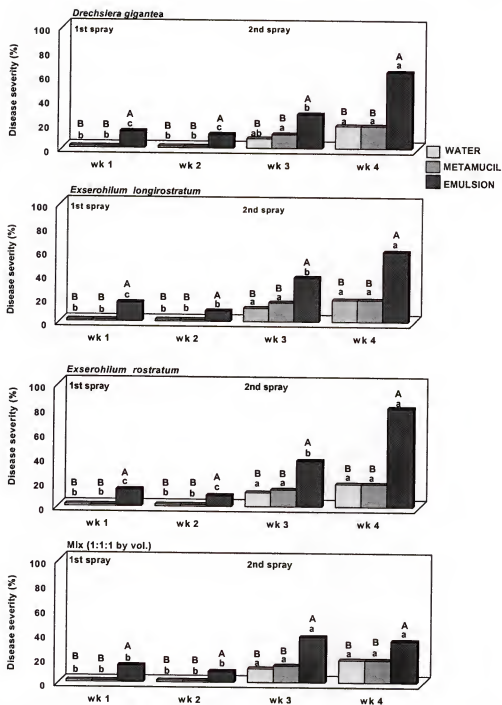 Drechsiera gigantea
100
80
60
40
20
0
Disease severity (%)
1st spray
2nd spray
B B A B B A B B A B B A
b b c b b c ab a b a a a
wk 1 wk 2 wk 3 wk 4
WATER
METAMUCIL
EMULSION
Exserohilum longirostratum
100
80
60
40
20
0
Disease severity (%)
1st spray
2nd spray
B B A B B A B B A B B A
b b c b b b a a b a a a
wk 1 wk 2 wk 3 wk 4
Exserohilum rostratum
100
80
60
40
20
0
Disease severity (%)
1st spray
2nd spray
B B A B B A B B A B B A
b b c b b c a a b a a a
wk 1 wk 2 wk 3 wk 4
Mix (1:1:1 by vol.)
100
80
60
40
20
0
Disease severity (%)
1st spray
2nd spray
B B A B B A B B A B B A
b b b b b b a a a a a a
wk 1 wk 2 wk 3 wk 4